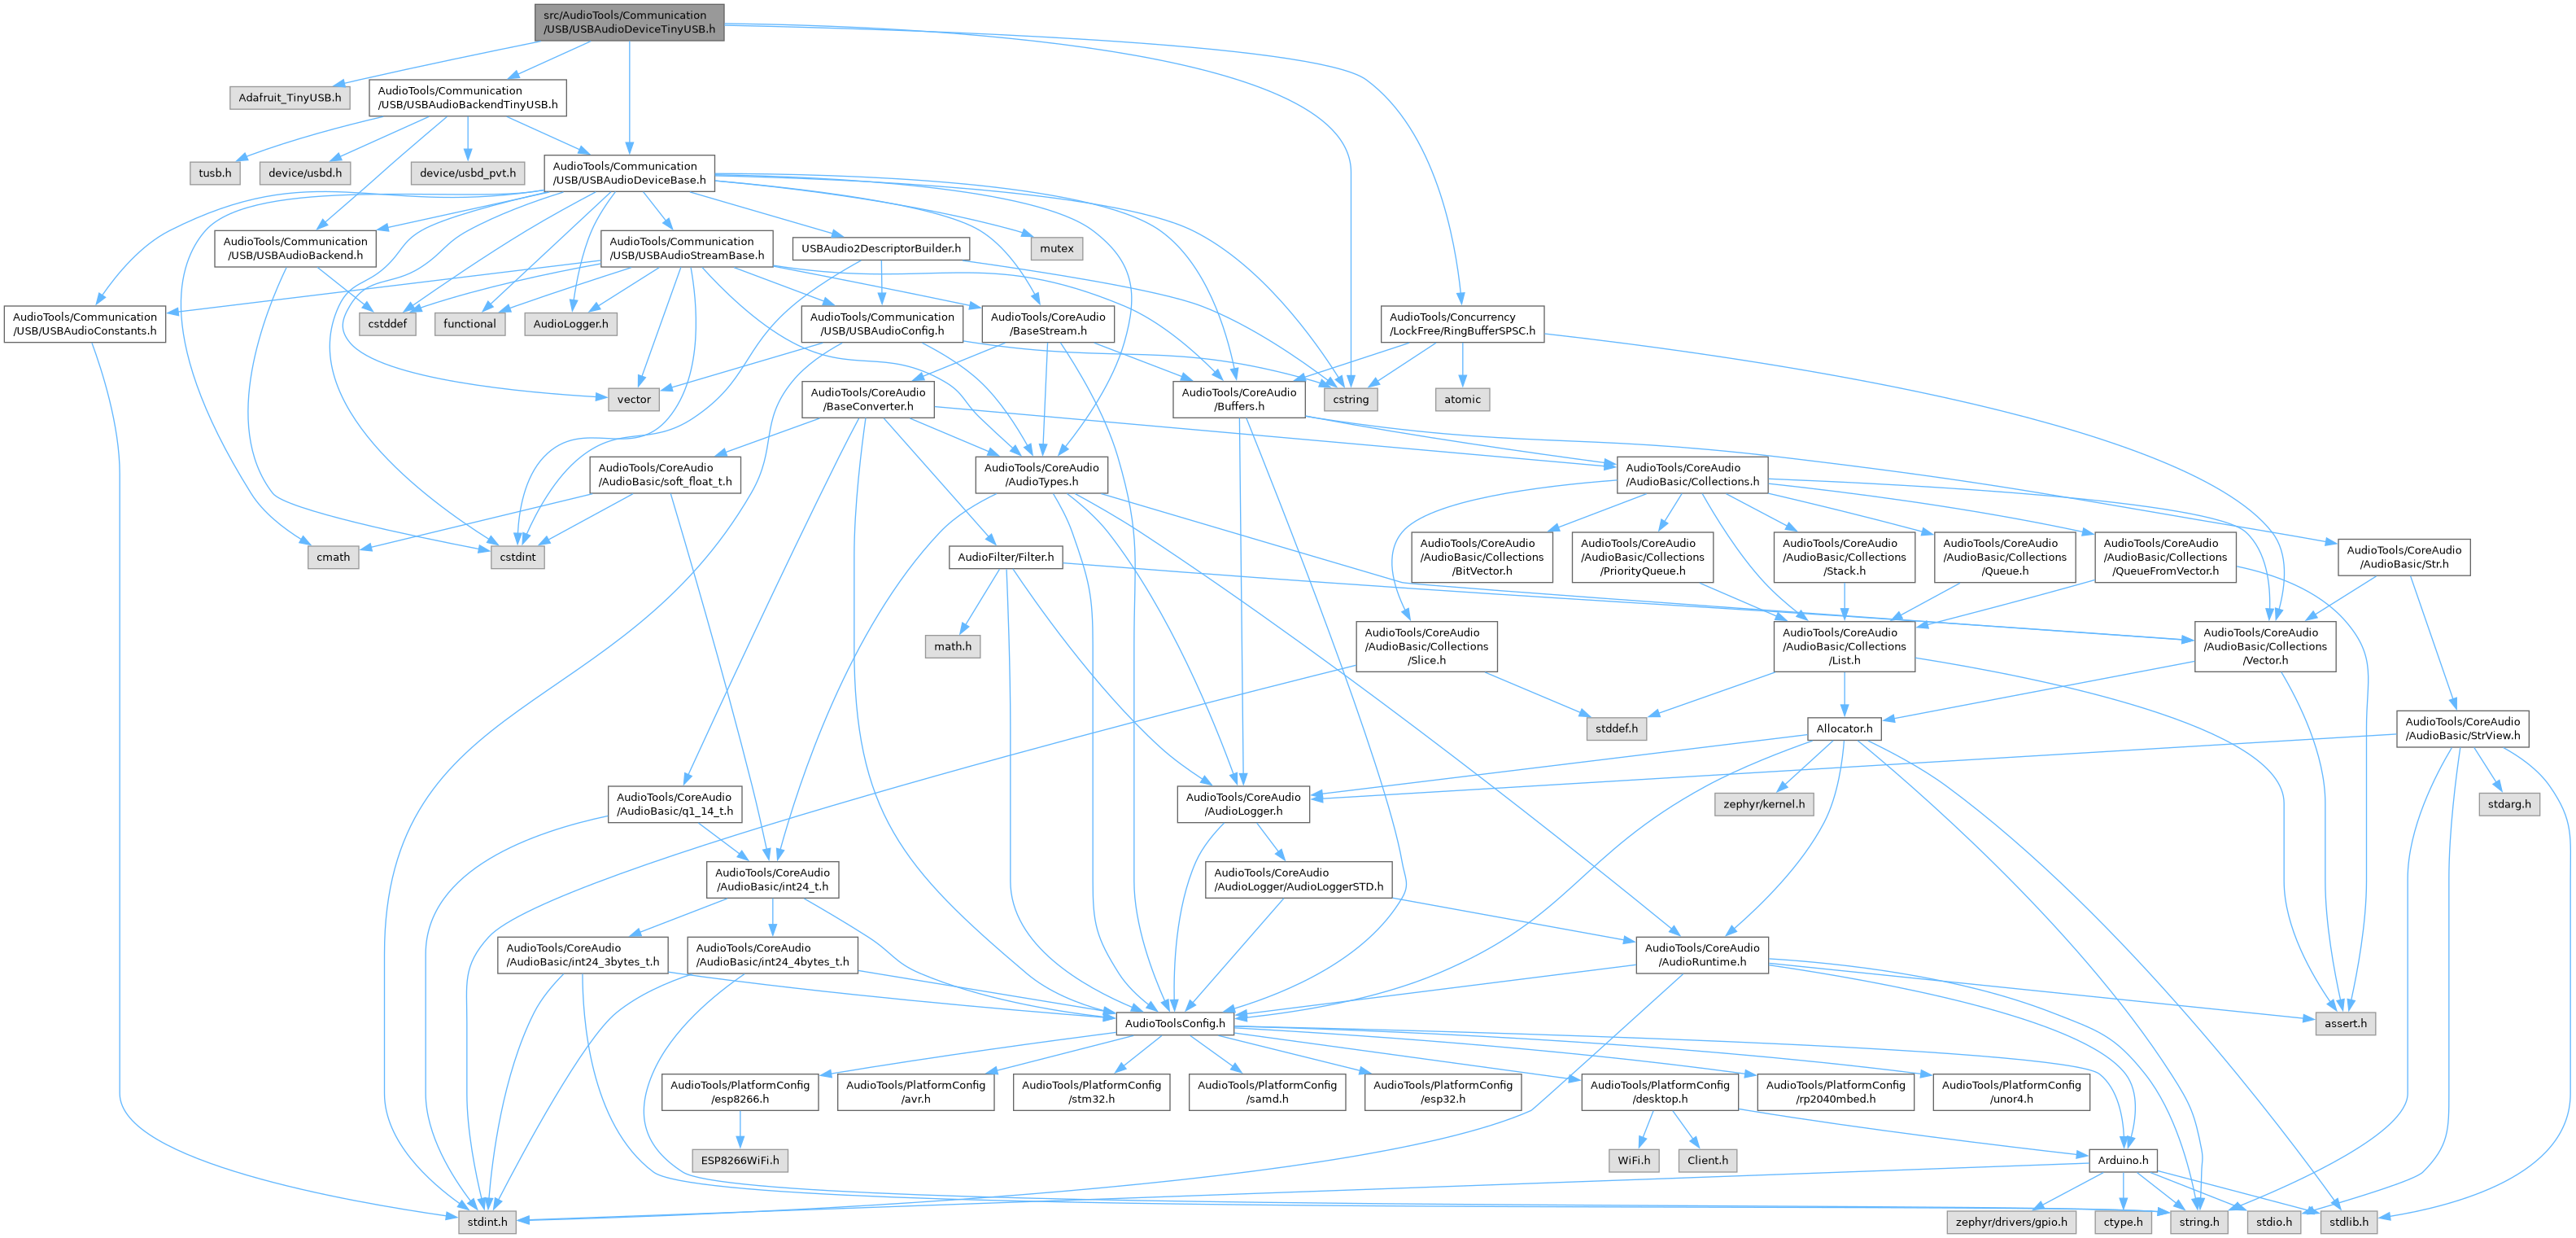 src/AudioTools/Communication
/USB/USBAudioDeviceTinyUSB.h
Adafruit_TinyUSB.h
AudioTools/Communication
/USB/USBAudioBackendTinyUSB.h
tusb.h
device/usbd.h
device/usbd_pvt.h
AudioTools/Communication
/USB/USBAudioDeviceBase.h
AudioTools/Communication
/USB/USBAudioBackend.h
AudioTools/Communication
/USB/USBAudioStreamBase.h
USBAudio2DescriptorBuilder.h
mutex
AudioTools/Communication
/USB/USBAudioConstants.h
cstddef
functional
AudioLogger.h
AudioTools/Communication
/USB/USBAudioConfig.h
AudioTools/CoreAudio
/BaseStream.h
AudioTools/Concurrency
/LockFree/RingBufferSPSC.h
vector
AudioTools/CoreAudio
/BaseConverter.h
AudioTools/CoreAudio
/Buffers.h
cstring
atomic
AudioTools/CoreAudio
/AudioBasic/soft_float_t.h
AudioTools/CoreAudio
/AudioTypes.h
AudioTools/CoreAudio
/AudioBasic/Collections.h
cmath
cstdint
AudioFilter/Filter.h
AudioTools/CoreAudio
/AudioBasic/Collections
/BitVector.h
AudioTools/CoreAudio
/AudioBasic/Collections
/PriorityQueue.h
AudioTools/CoreAudio
/AudioBasic/Collections
/Stack.h
AudioTools/CoreAudio
/AudioBasic/Collections
/Queue.h
AudioTools/CoreAudio
/AudioBasic/Collections
/QueueFromVector.h
AudioTools/CoreAudio
/AudioBasic/Str.h
math.h
AudioTools/CoreAudio
/AudioBasic/Collections
/Slice.h
AudioTools/CoreAudio
/AudioBasic/Collections
/List.h
AudioTools/CoreAudio
/AudioBasic/Collections
/Vector.h
stddef.h
Allocator.h
AudioTools/CoreAudio
/AudioBasic/StrView.h
AudioTools/CoreAudio
/AudioBasic/q1_14_t.h
AudioTools/CoreAudio
/AudioLogger.h
zephyr/kernel.h
stdarg.h
AudioTools/CoreAudio
/AudioBasic/int24_t.h
AudioTools/CoreAudio
/AudioLogger/AudioLoggerSTD.h
AudioTools/CoreAudio
/AudioBasic/int24_3bytes_t.h
AudioTools/CoreAudio
/AudioBasic/int24_4bytes_t.h
AudioTools/CoreAudio
/AudioRuntime.h
AudioToolsConfig.h
assert.h
AudioTools/PlatformConfig
/esp8266.h
AudioTools/PlatformConfig
/avr.h
AudioTools/PlatformConfig
/stm32.h
AudioTools/PlatformConfig
/samd.h
AudioTools/PlatformConfig
/esp32.h
AudioTools/PlatformConfig
/desktop.h
AudioTools/PlatformConfig
/rp2040mbed.h
AudioTools/PlatformConfig
/unor4.h
ESP8266WiFi.h
WiFi.h
Client.h
Arduino.h
stdint.h
zephyr/drivers/gpio.h
ctype.h
string.h
stdio.h
stdlib.h